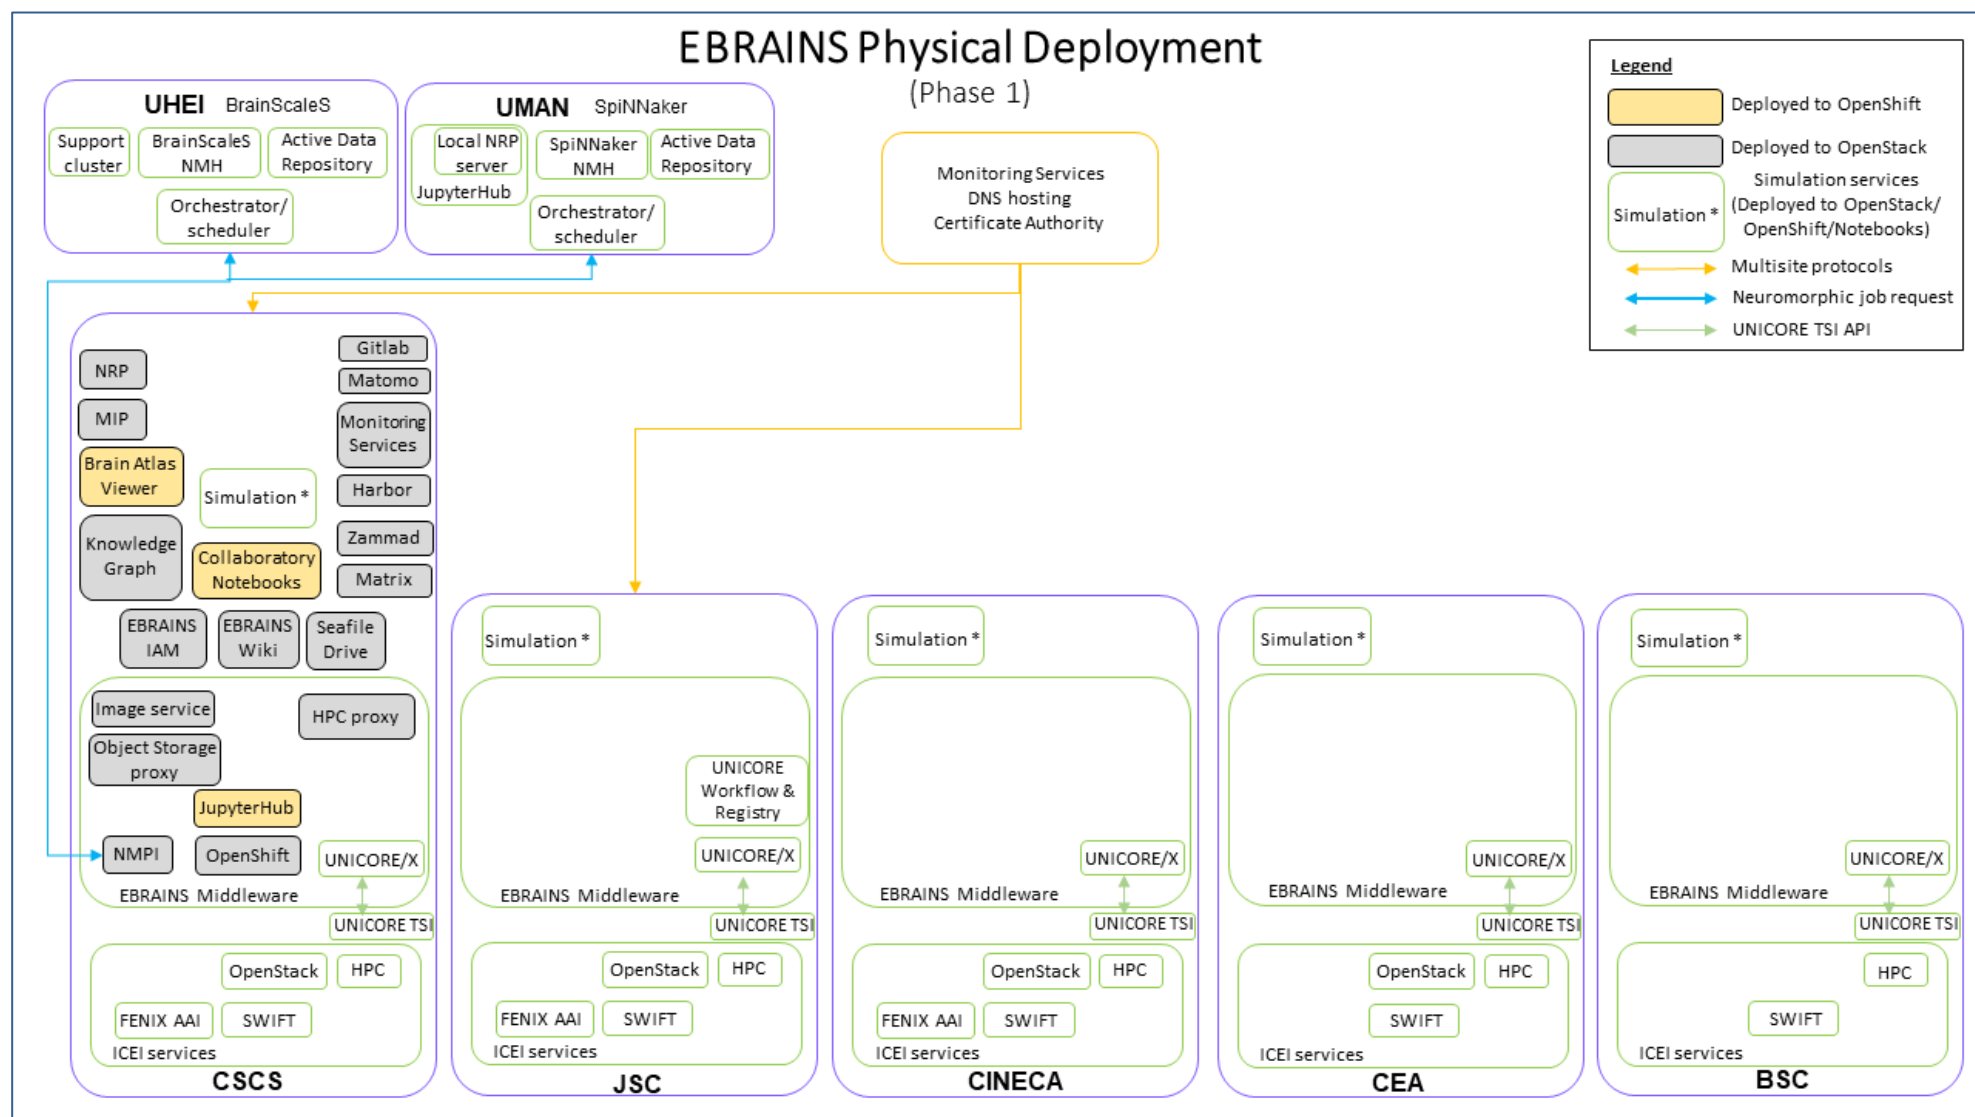 EBRAINS Physical Deployment
(Phase 1)
UHEI BrainScaleS
Support
cluster
BrainScaleS
NMH
Active Data
Repository
Orchestrator/
scheduler
UMAN SpiNNaker
Local NRP
server
JupyterHub
SpiNNaker
NMH
Active Data
Repository
Orchestrator/
scheduler
Monitoring Services
DNS hosting
Certificate Authority
Legend
Deployed to OpenShift
Deployed to OpenStack
Simulation *
Simulation services
(Deployed to OpenStack/
OpenShift/Notebooks)
Multisite protocols
Neuromorphic job request
UNICORE TSI API
NRP
MIP
Brain Atlas
Viewer
Knowledge
Graph
Simulation *
Collaboratory
Notebooks
Gitlab
Matomo
Monitoring
Services
Harbor
Zammad
Matrix
EBRAINS
IAM
EBRAINS
Wiki
Seafile
Drive
Image service
HPC proxy
Object Storage
proxy
JupyterHub
NMPI
OpenShift
UNICORE/X
EBRAINS Middleware
UNICORE TSI
OpenStack
HPC
FENIX AAI
SWIFT
ICEI services
CSCS
Simulation *
UNICORE
Workflow &
Registry
UNICORE/X
EBRAINS Middleware
UNICORE TSI
OpenStack
HPC
FENIX AAI
SWIFT
ICEI services
JSC
Simulation *
UNICORE/X
EBRAINS Middleware
UNICORE TSI
OpenStack
HPC
FENIX AAI
SWIFT
ICEI services
CINECA
Simulation *
UNICORE/X
EBRAINS Middleware
UNICORE TSI
OpenStack
HPC
SWIFT
ICEI services
CEA
Simulation *
UNICORE/X
EBRAINS Middleware
UNICORE TSI
HPC
SWIFT
ICEI services
BSC